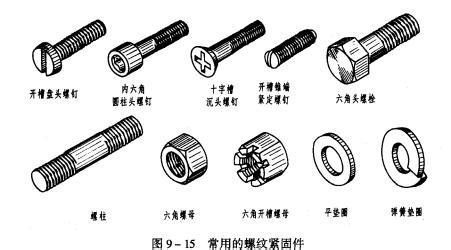 开槽盘头螺钉
内六角
圆柱头螺钉
十字槽
沉头螺钉
开槽锥端
紧定螺钉
六角头螺栓
螺柱
六角螺母
六角开槽螺母
平垫圈
弹簧垫圈
图9-15 常用的螺纹紧固件